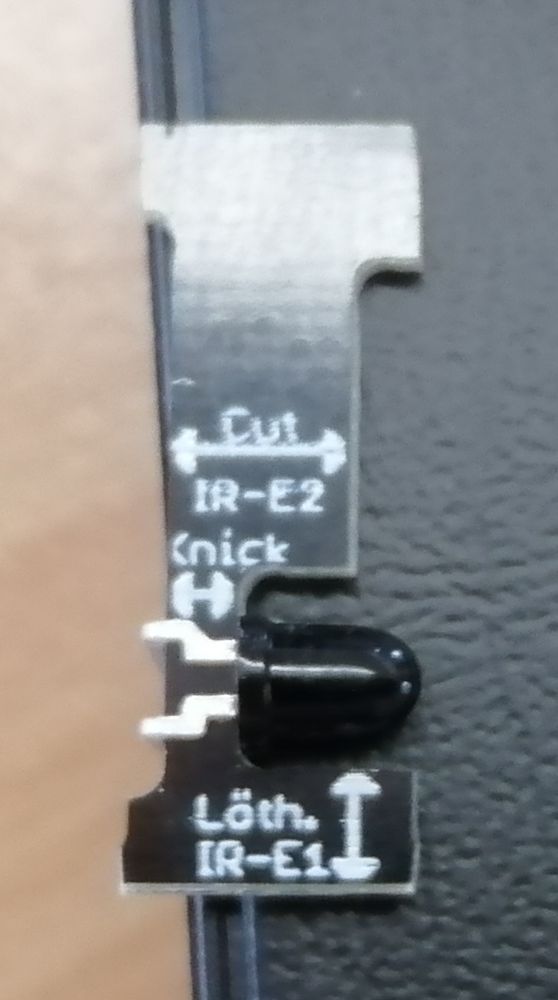 Cut
IR-E2
Knick
Löth.
IR-E1